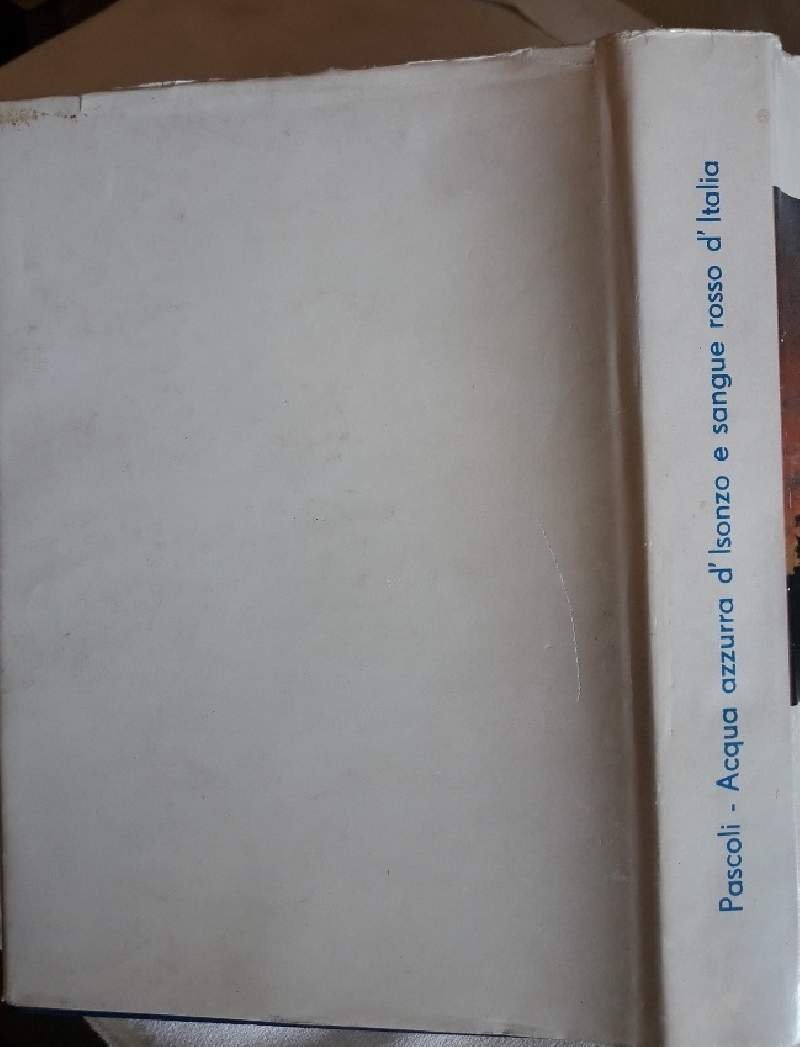 Pascoli - Acqua azzurra d'Isonzo e sangue rosso d'Italia